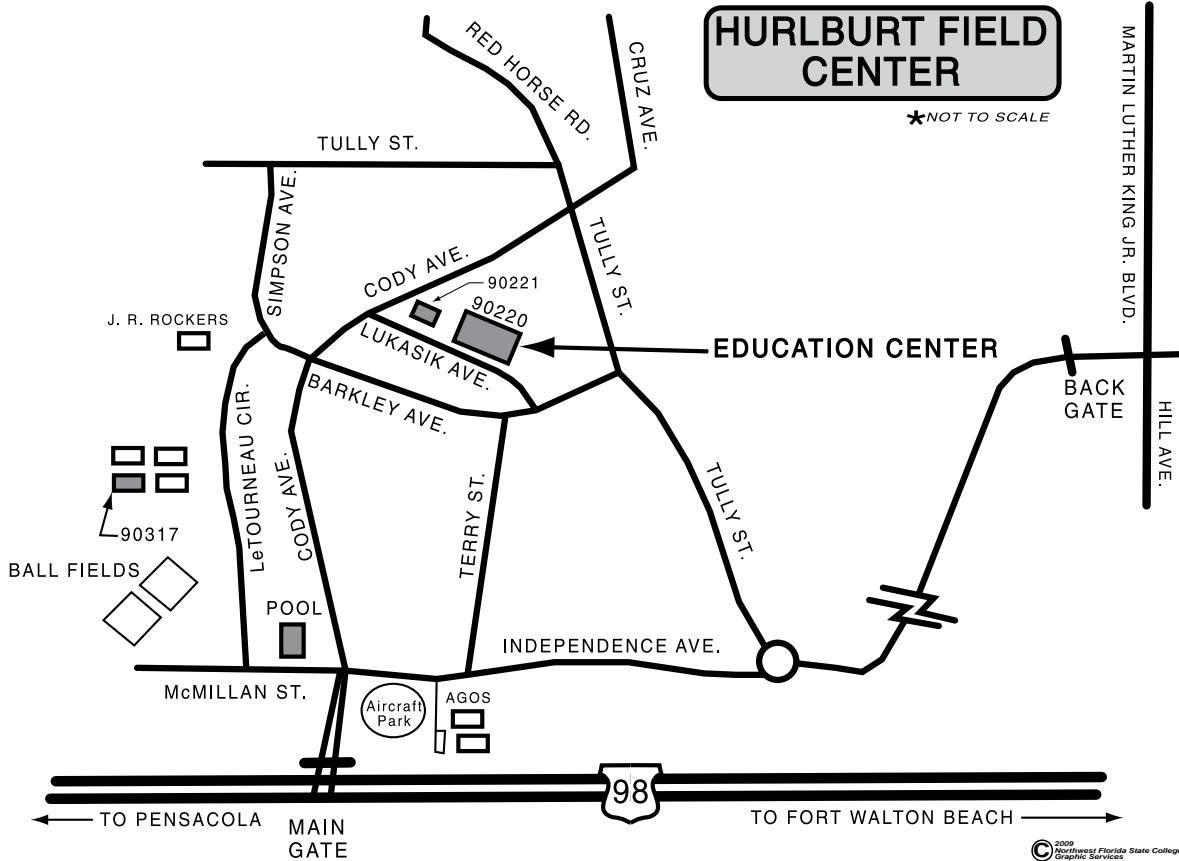 HURLBURT FIELD
CENTER
*NOT TO SCALE
RED HORSE RD.
CRUZ AVE.
MARTIN LUTHER KING JR. BLVD.
TULLY ST.
SIMPSON AVE.
CODY AVE.
TULLY ST.
90221
90220
J. R. ROCKERS
LUKASIK AVE.
EDUCATION CENTER
BARKLEY AVE.
BACK
GATE
HILL AVE.
LeTOURNEAU CIR.
CODY AVE.
TERRY ST.
TULLY ST.
90317
BALL FIELDS
POOL
INDEPENDENCE AVE.
McMILLAN ST.
Aircraft
Park
AGOS
98
TO PENSACOLA
MAIN
GATE
TO FORT WALTON BEACH
© 2009
Northwest Florida State College
Graphic Services